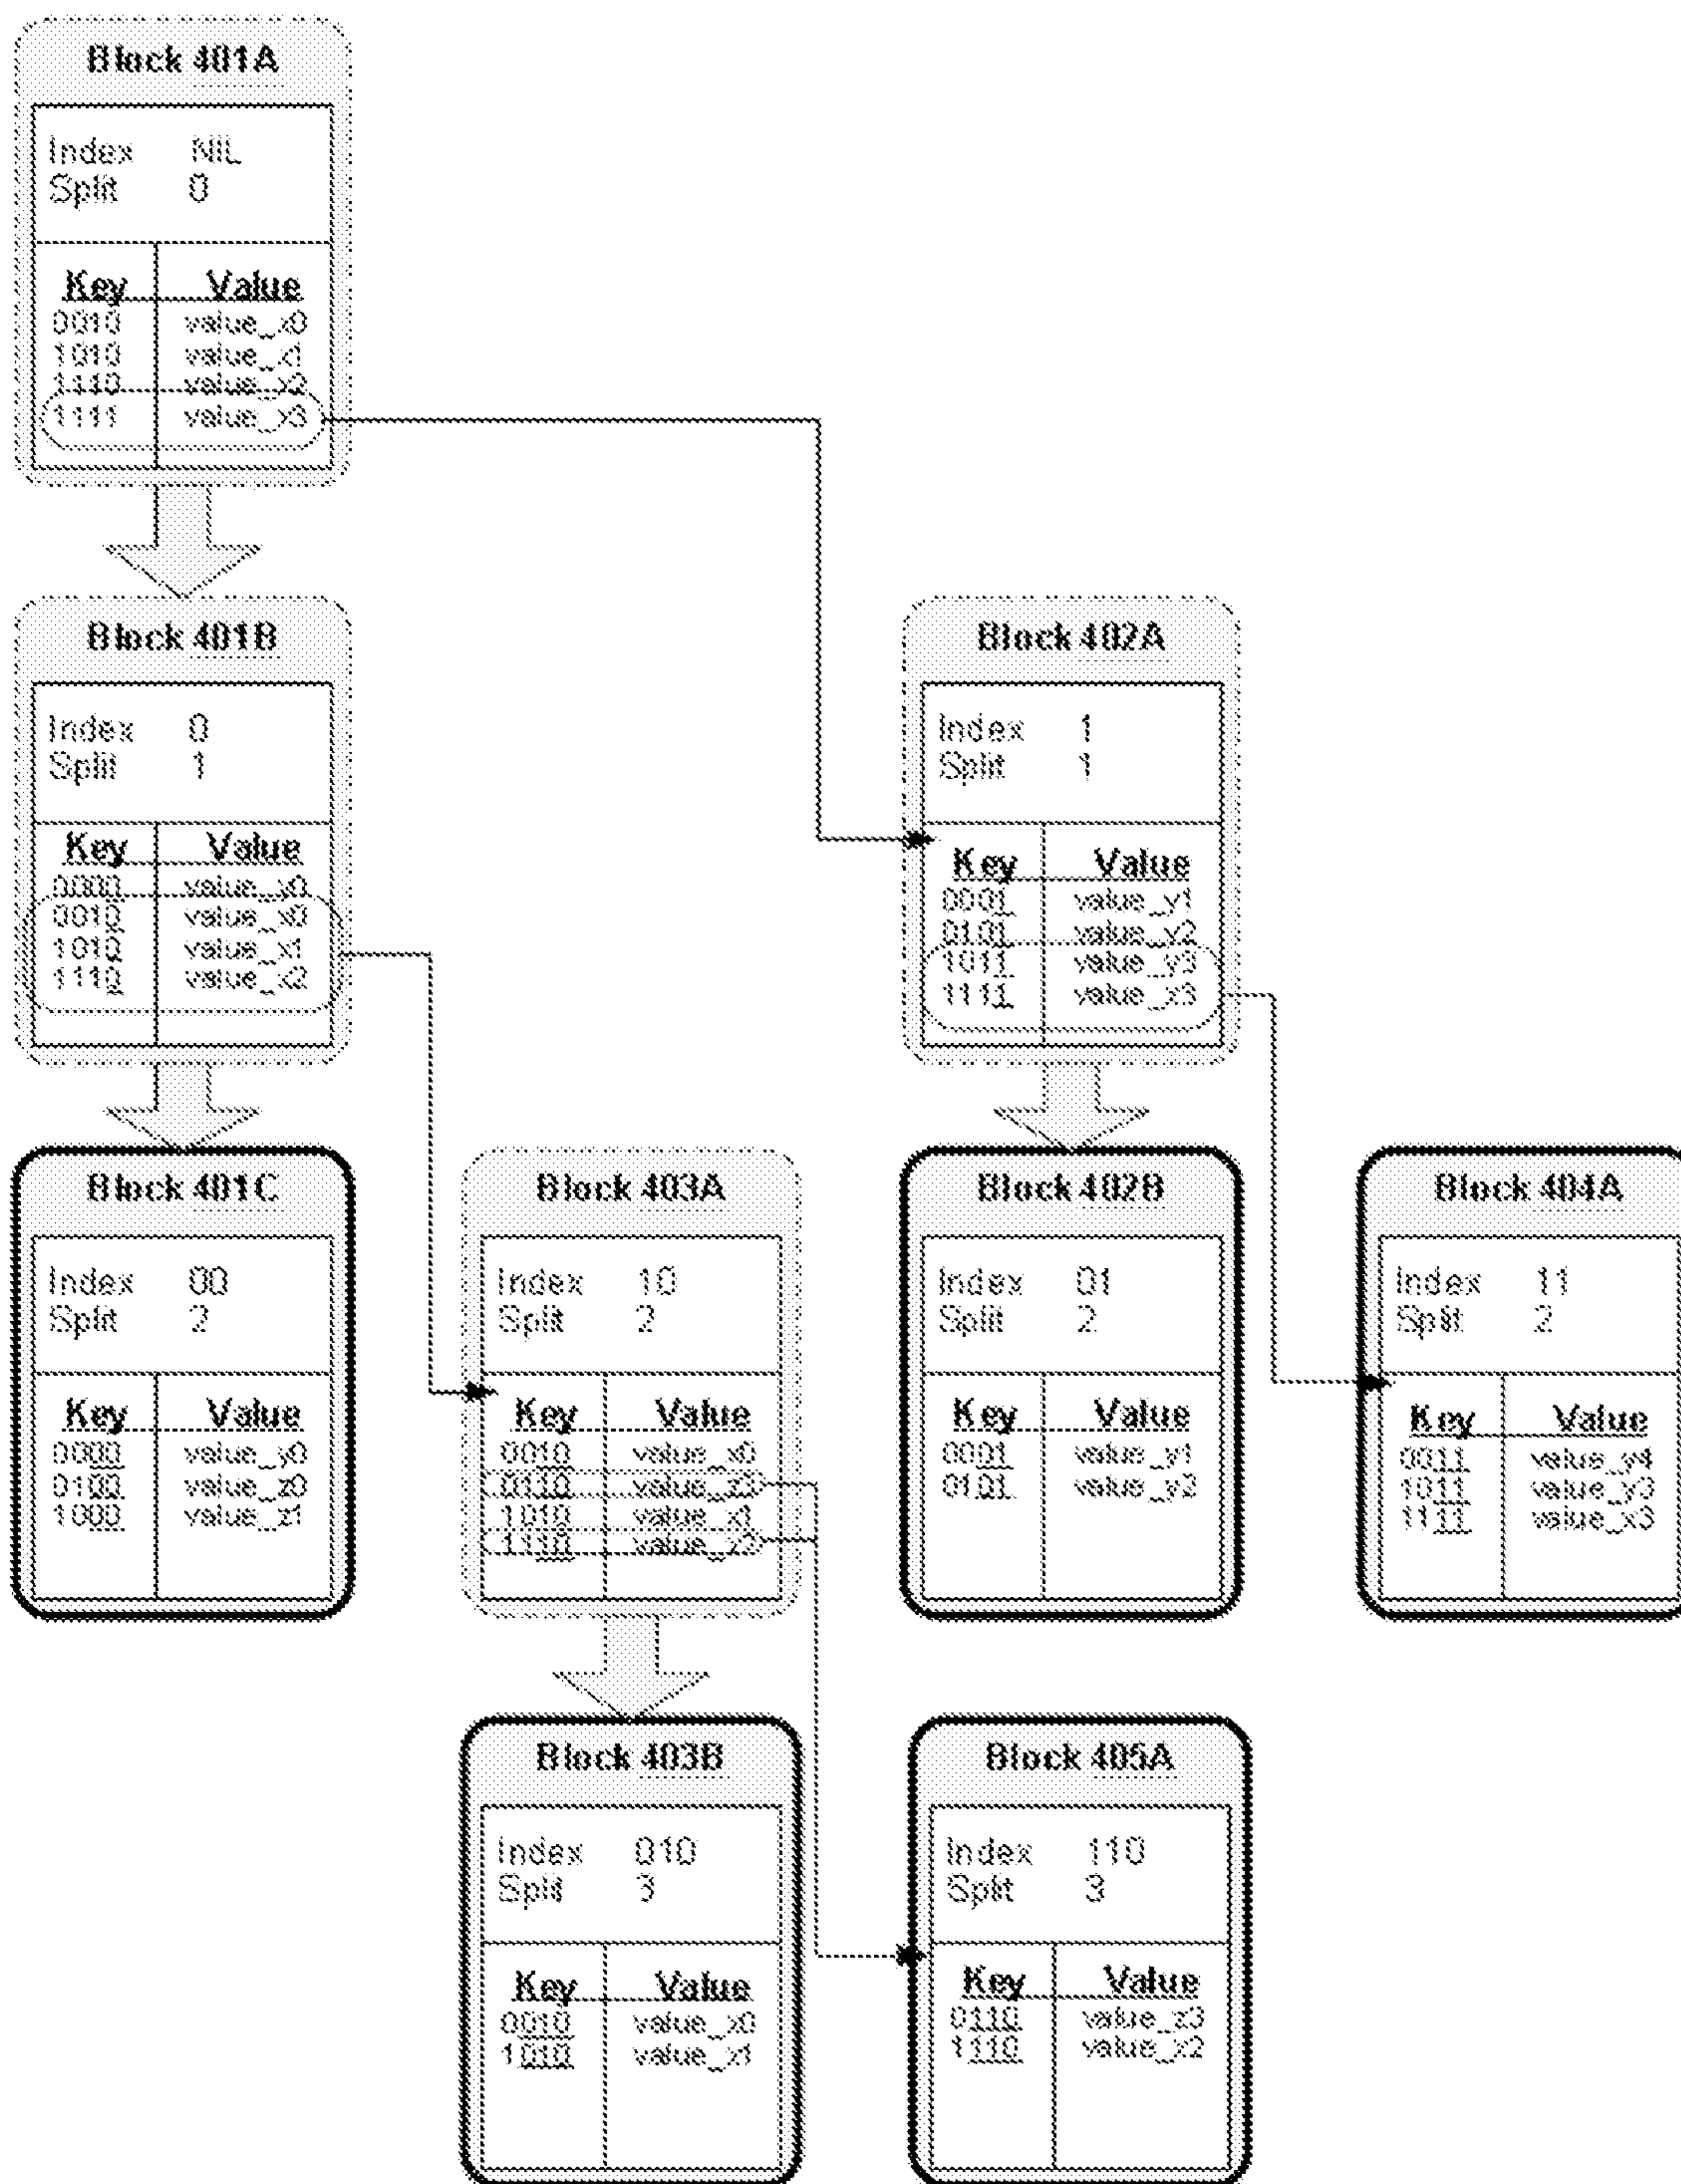 Block 401A
Index NIL
Split 0
Key Value
0010 value_x0
1010 value_x1
1110 value_x2
1111 value_x3
Block 401B
Index 0
Split 1
Key Value
0000 value_y0
0010 value_x0
1010 value_x1
1110 value_x2
Block 402A
Index 1
Split 1
Key Value
0001 value_y1
0101 value_y2
1011 value_y3
1111 value_x3
Block 401C
Index 00
Split 2
Key Value
0000 value_y0
0100 value_z0
1000 value_z1
Block 403A
Index 10
Split 2
Key Value
0010 value_x0
0110 value_z3
1010 value_x1
1110 value_x2
Block 402B
Index 01
Split 2
Key Value
0001 value_y1
0101 value_y2
Block 404A
Index 11
Split 2
Key Value
0011 value_y4
1011 value_y3
1111 value_x3
Block 403B
Index 010
Split 3
Key Value
0010 value_x0
1010 value_x1
Block 405A
Index 110
Split 3
Key Value
0110 value_z3
1110 value_x2